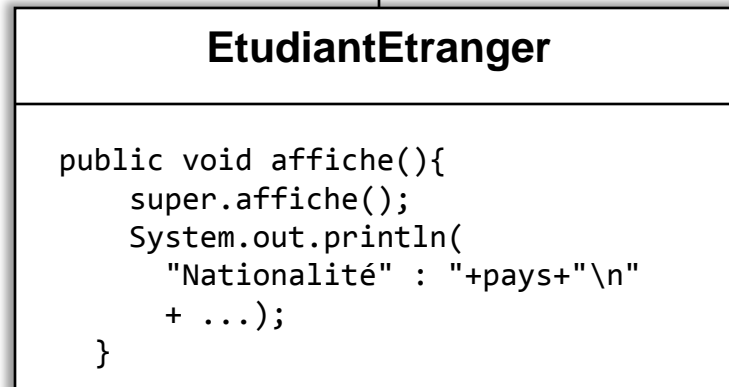 EtudiantEtranger
public void affiche(){
super.affiche();
System.out.println(
"Nationalité" : "+pays+"\n"
+ ...);
}